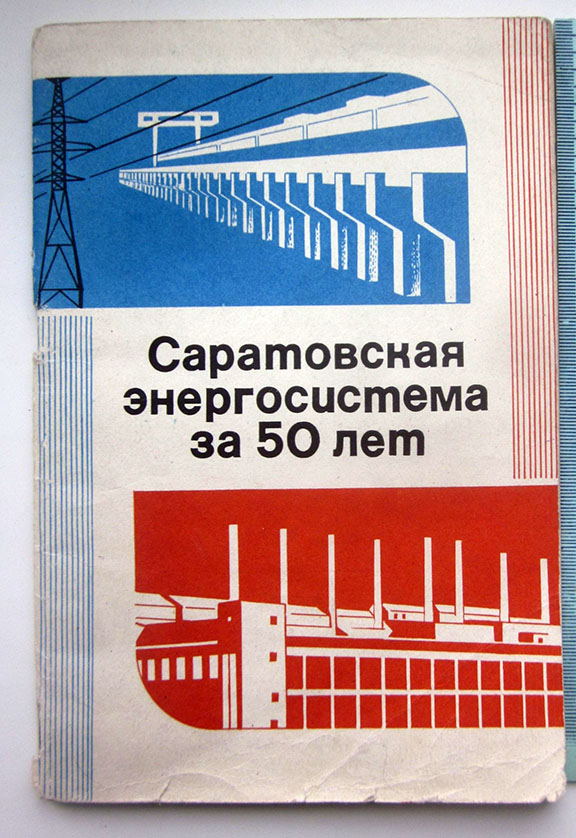 Саратовская
энергосистема
за 50 лет